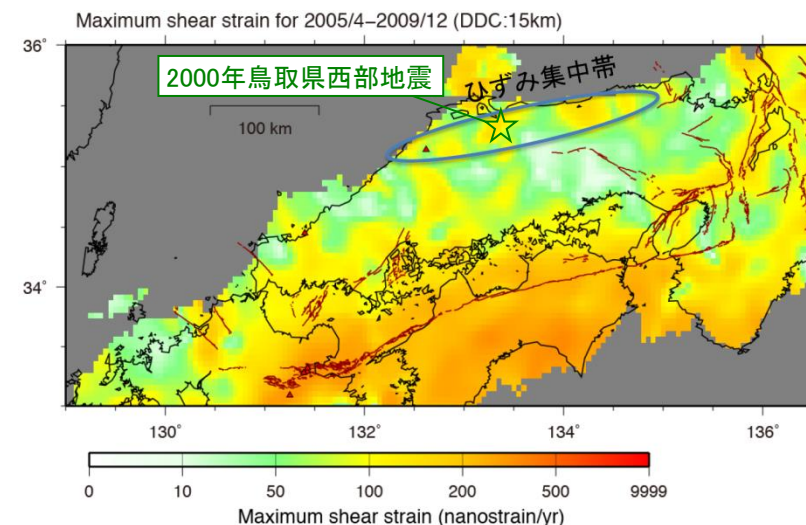 Maximum shear strain for 2005/4−2009/12 (DDC:15km)
36˚
2000年鳥取県西部地震
ひずみ集中帯
100 km
34˚
130˚ 132˚ 134˚ 136˚
0 10 50 100 200 500 9999
Maximum shear strain (nanostrain/yr)